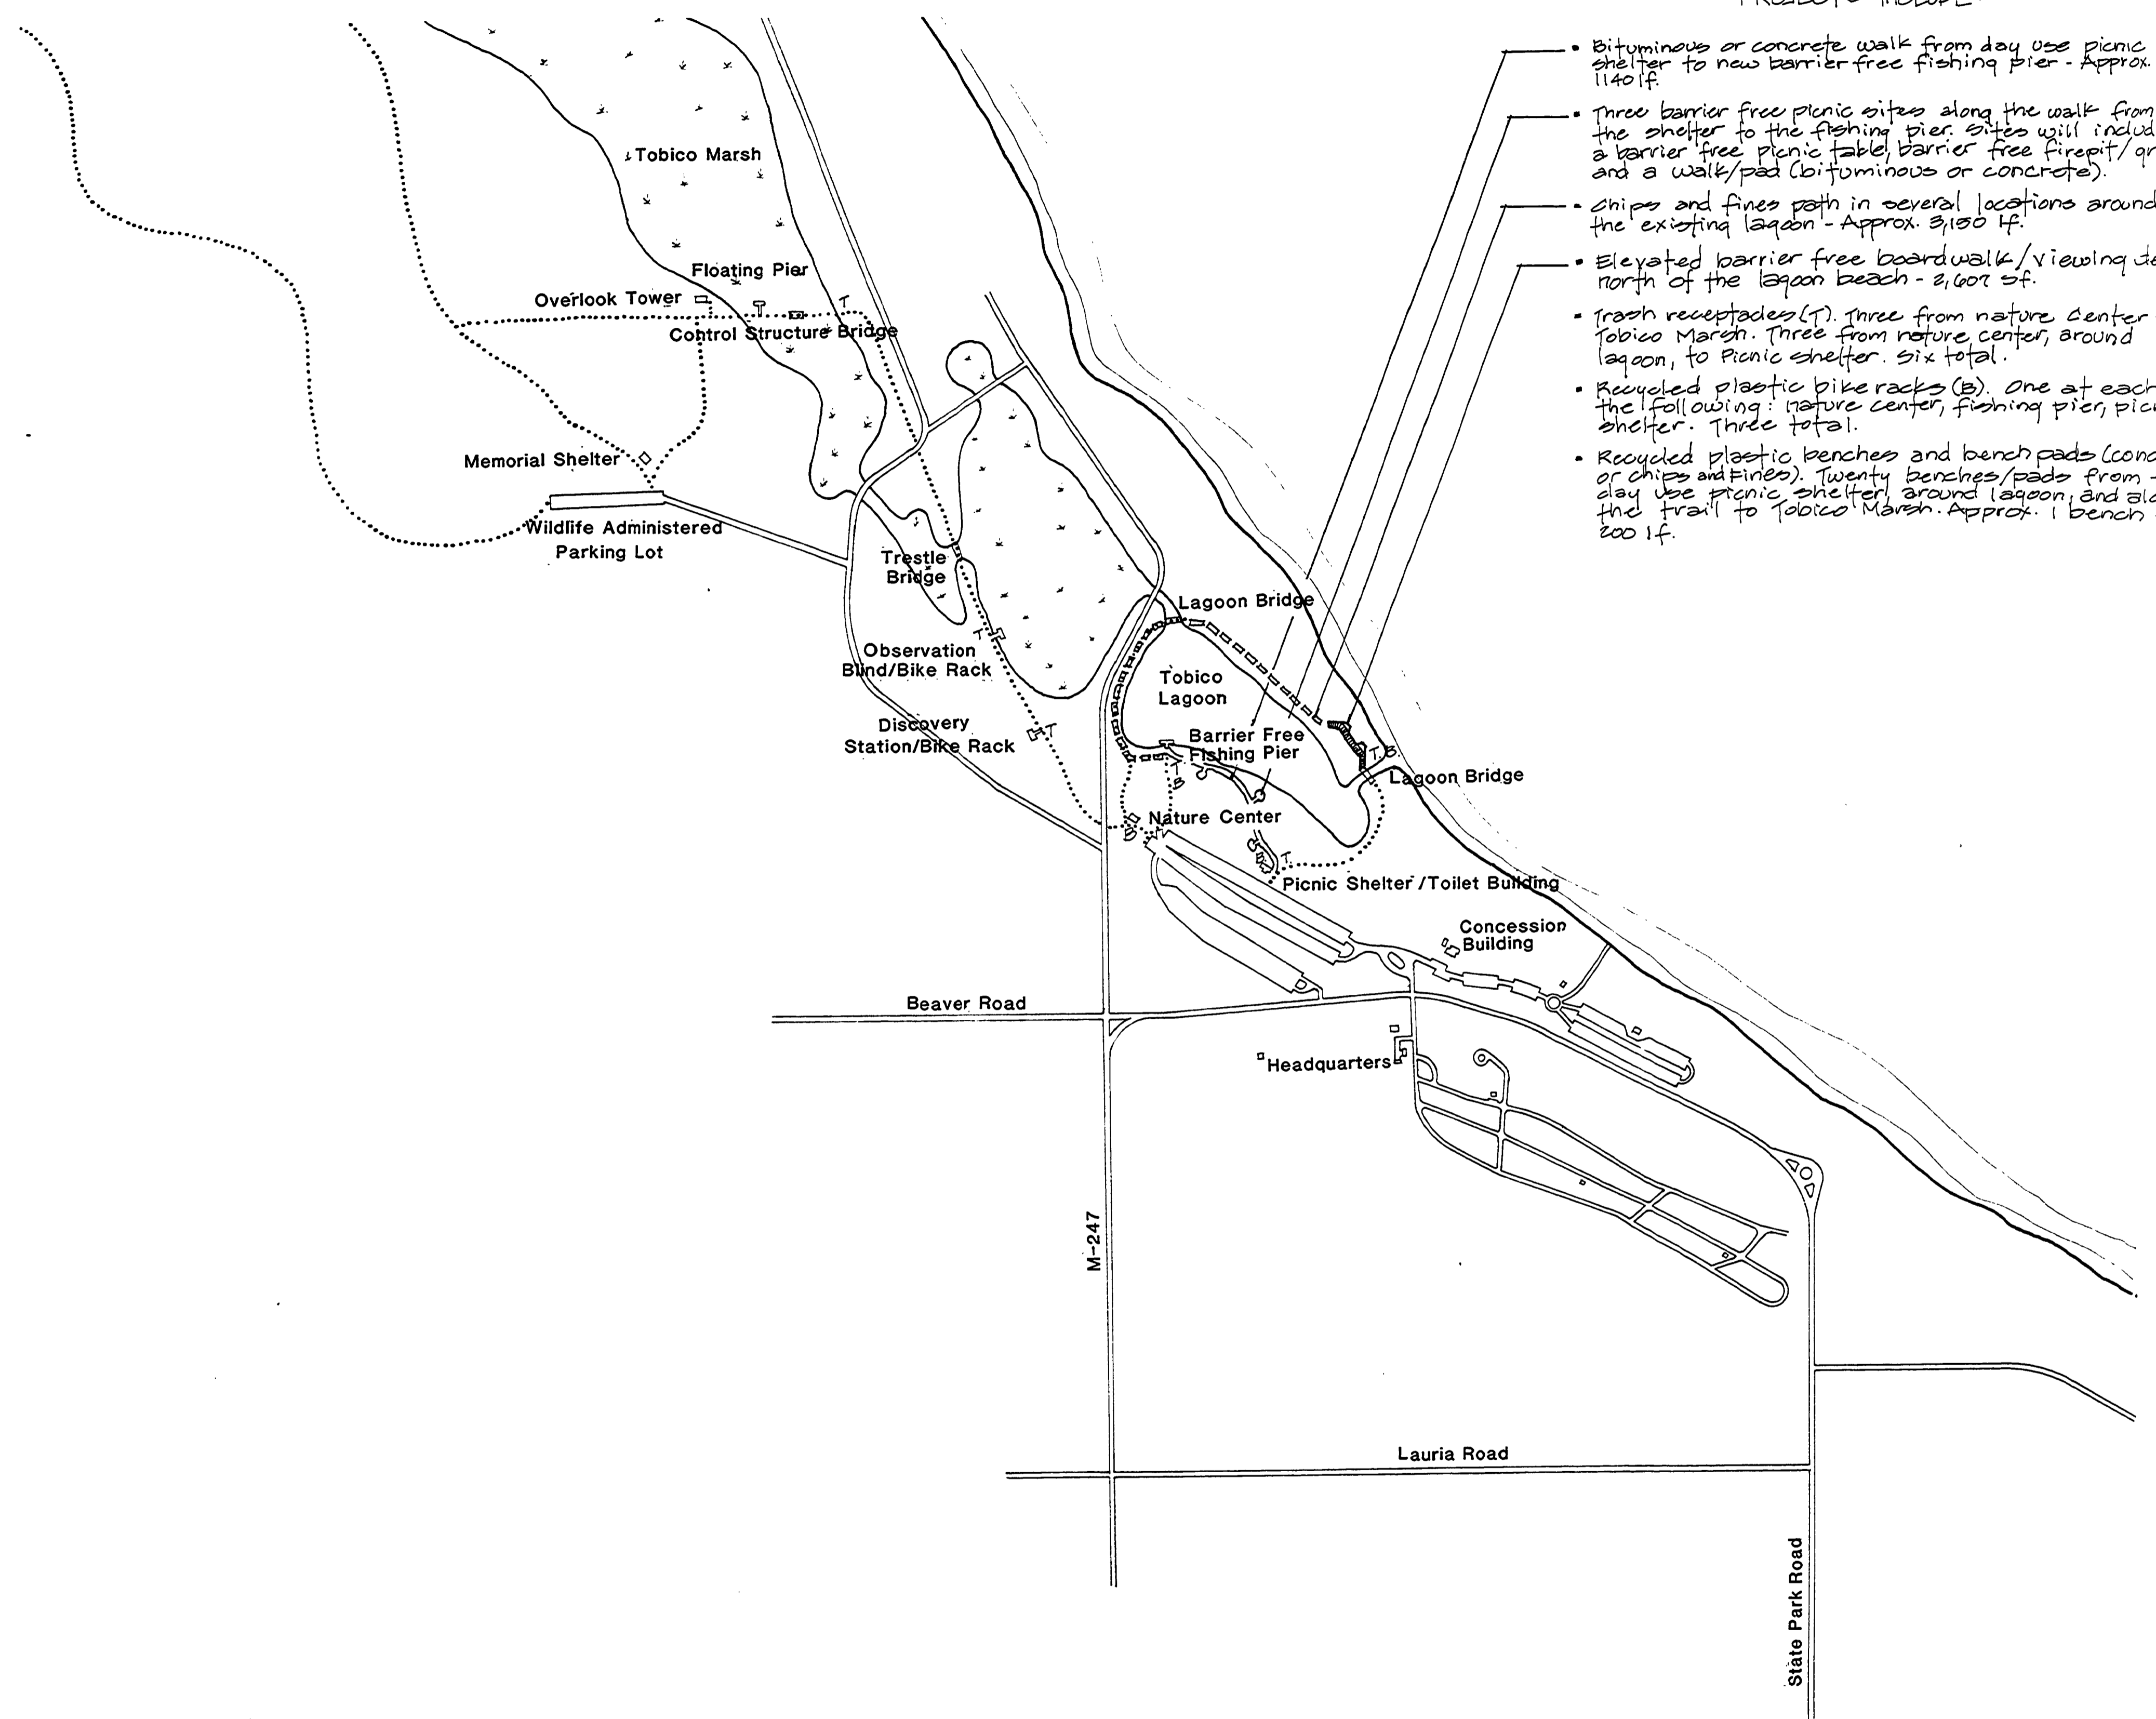 PROJECTS INCLUDE
• Bituminous or concrete walk from day use picnic
shelter to new barrier free fishing pier - Approx.
1140 lf.
• Three barrier free picnic sites along the walk from
the shelter to the fishing pier. Sites will includ
a barrier free picnic table, barrier free firepit/gr
and a walk/pad (bituminous or concrete).
• Chips and fines path in several locations around
the existing lagoon - Approx. 3,150 lf.
• Elevated barrier free boardwalk/viewing de
north of the lagoon beach - 2,607 sf.
• Trash receptacles (T). Three from nature center
Tobico Marsh. Three from nature center, around
lagoon, to Picnic shelter. Six total.
• Recycled plastic bike racks (B). One at each
the following: nature center, fishing pier, pic
shelter. Three total.
• Recycled plastic benches and bench pads (conc
or chips and Fines). Twenty benches/pads from
day use picnic shelter, around lagoon, and alo
the trail to Tobico Marsh. Approx. 1 bench
200 lf.
Tobico Marsh
Floating Pier
Overlook Tower
T
Control Structure Bridge
Memorial Shelter
Wildlife Administered
Parking Lot
Trestle
Bridge
Lagoon Bridge
T
Observation
Blind/Bike Rack
Tobico
Lagoon
Discovery
Station/Bike Rack
T
Barrier Free
Fishing Pier
T. B.
Lagoon Bridge
T
B
Nature Center
B
T.
B
Picnic Shelter/Toilet Building
Concession
Building
Beaver Road
Headquarters
M-247
Lauria Road
State Park Road